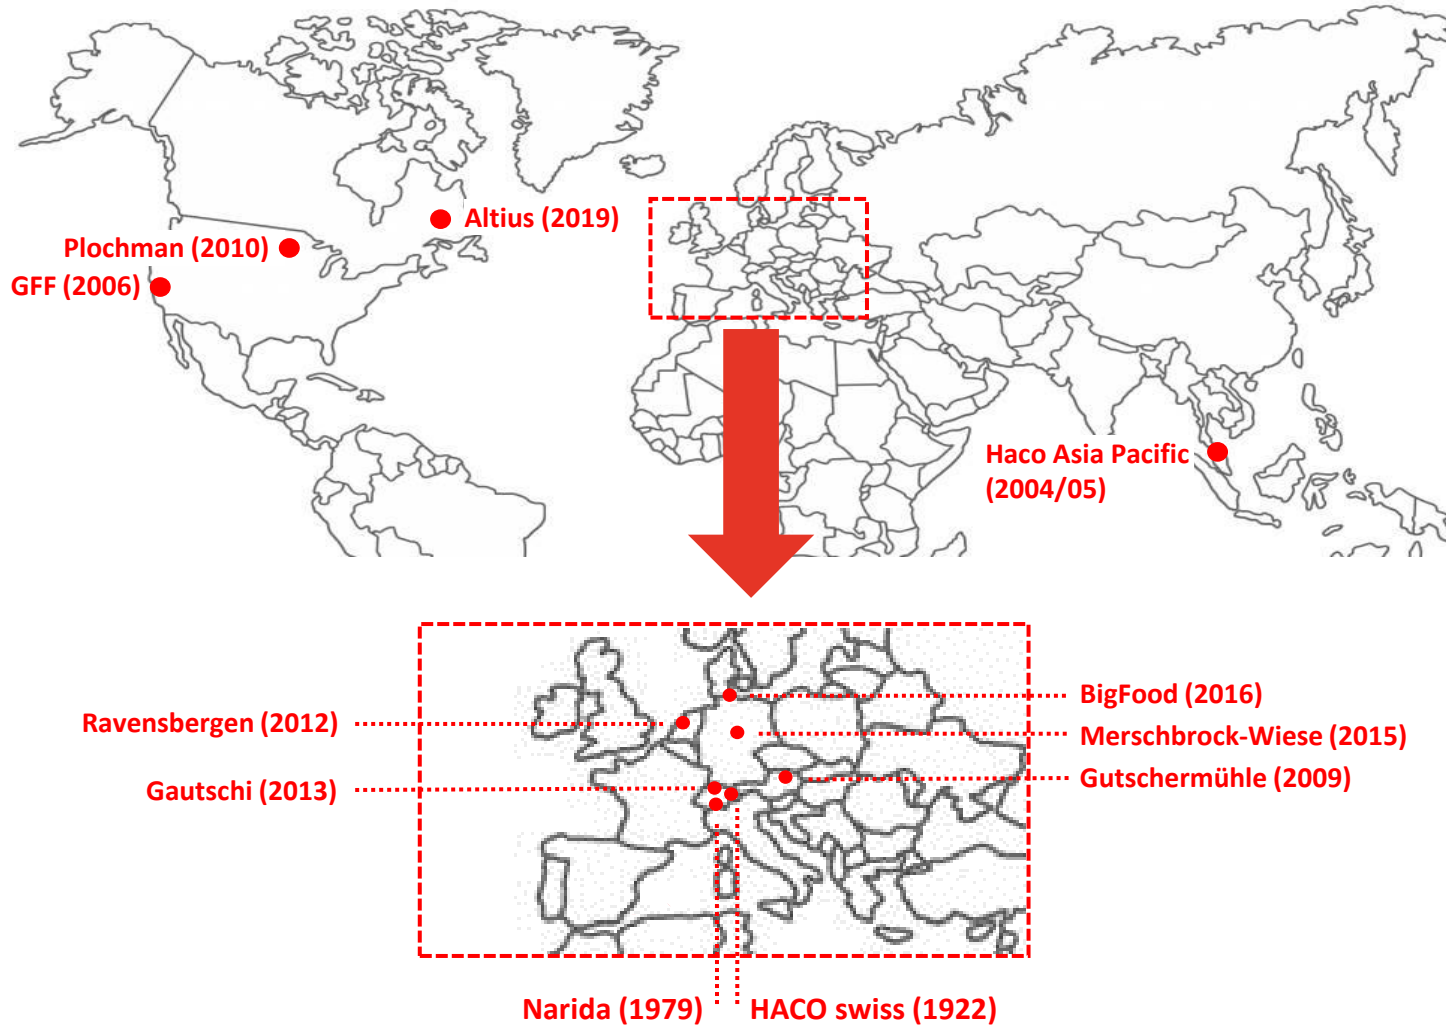 Altius (2019)
Plochman (2010)
GFF (2006)
Haco Asia Pacific
(2004/05)
BigFood (2016)
Ravensbergen (2012)
Merschbrock-Wiese (2015)
Gutschermühle (2009)
Gautschi (2013)
Narida (1979)
HACO swiss (1922)